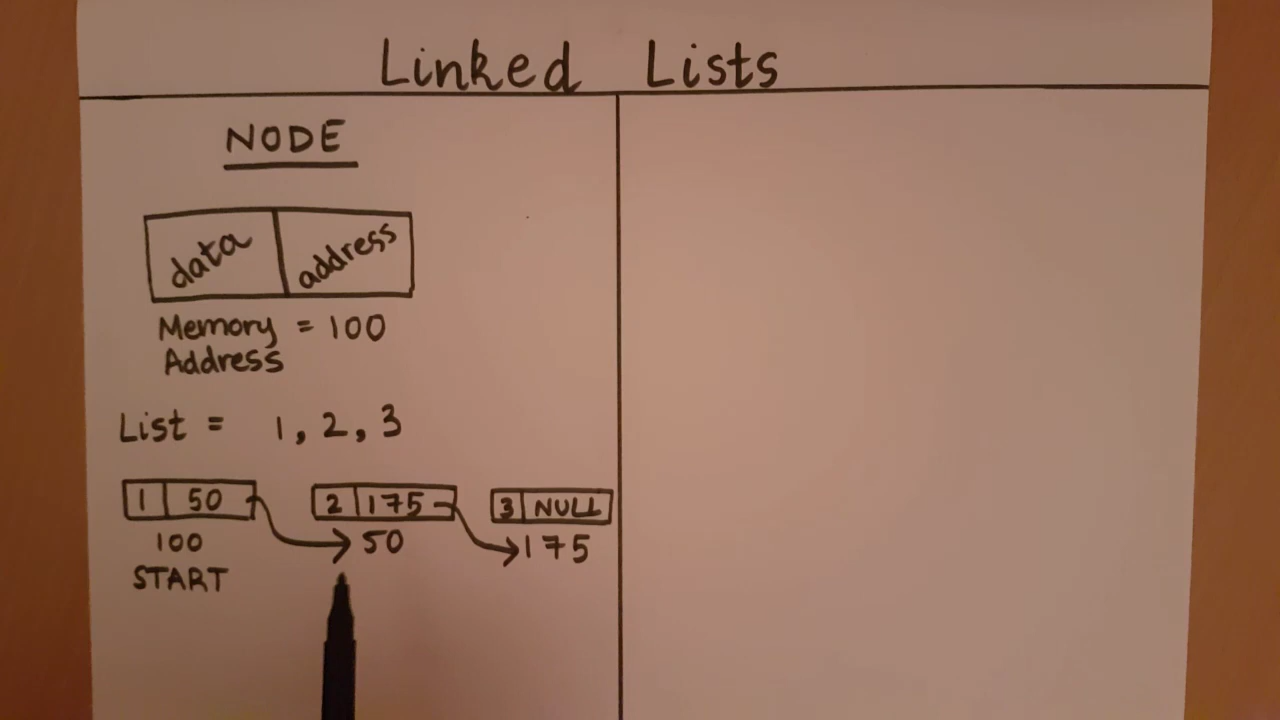 Linked Lists
NODE
data address
Memory = 100
Address
List = 1, 2, 3
1 50 2 175 3 NULL
100 50 175
START